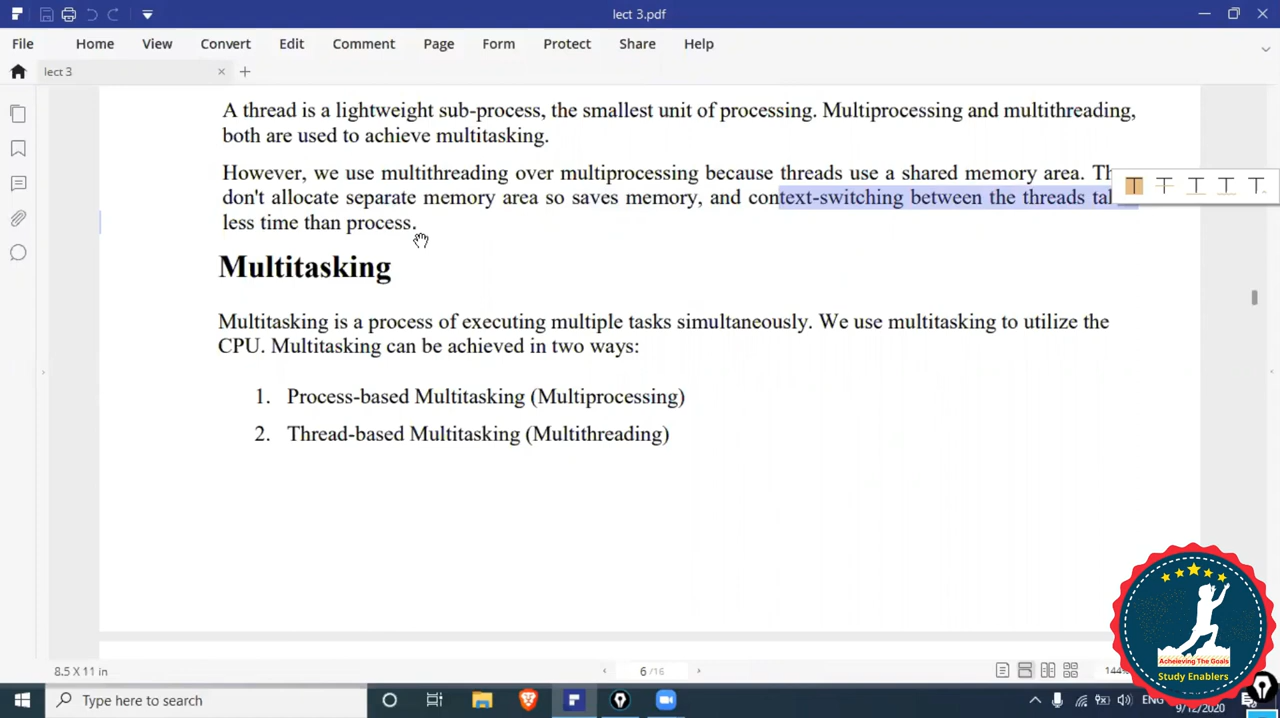 lect 3.pdf
File Home View Convert Edit Comment Page Form Protect Share Help
lect 3
A thread is a lightweight sub-process, the smallest unit of processing. Multiprocessing and multithreading,
both are used to achieve multitasking.
However, we use multithreading over multiprocessing because threads use a shared memory area.
don't allocate separate memory area so saves memory, and context-switching between the threads
less time than process.
Multitasking
Multitasking is a process of executing multiple tasks simultaneously. We use multitasking to utilize the
CPU. Multitasking can be achieved in two ways:
1. Process-based Multitasking (Multiprocessing)
2. Thread-based Multitasking (Multithreading)
Acheieving The Goals
Study Enablers
8.5 X 11 in
6 /16
Type here to search
ENG
9/12/2020